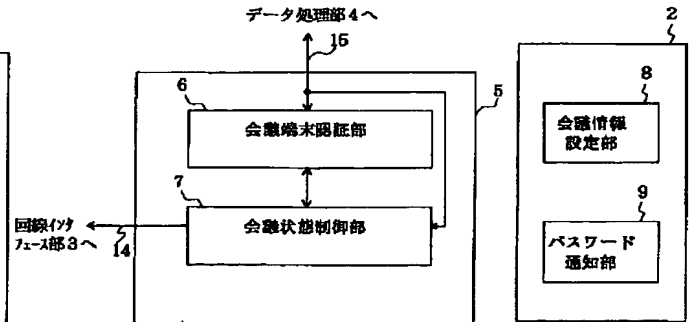 データ処理部4へ
15
2
6
5
会議端末認証部
8
会議情報
設定部
7
会議状態制御部
回線インタ
フェース部3へ
14
9
パスワード
通知部